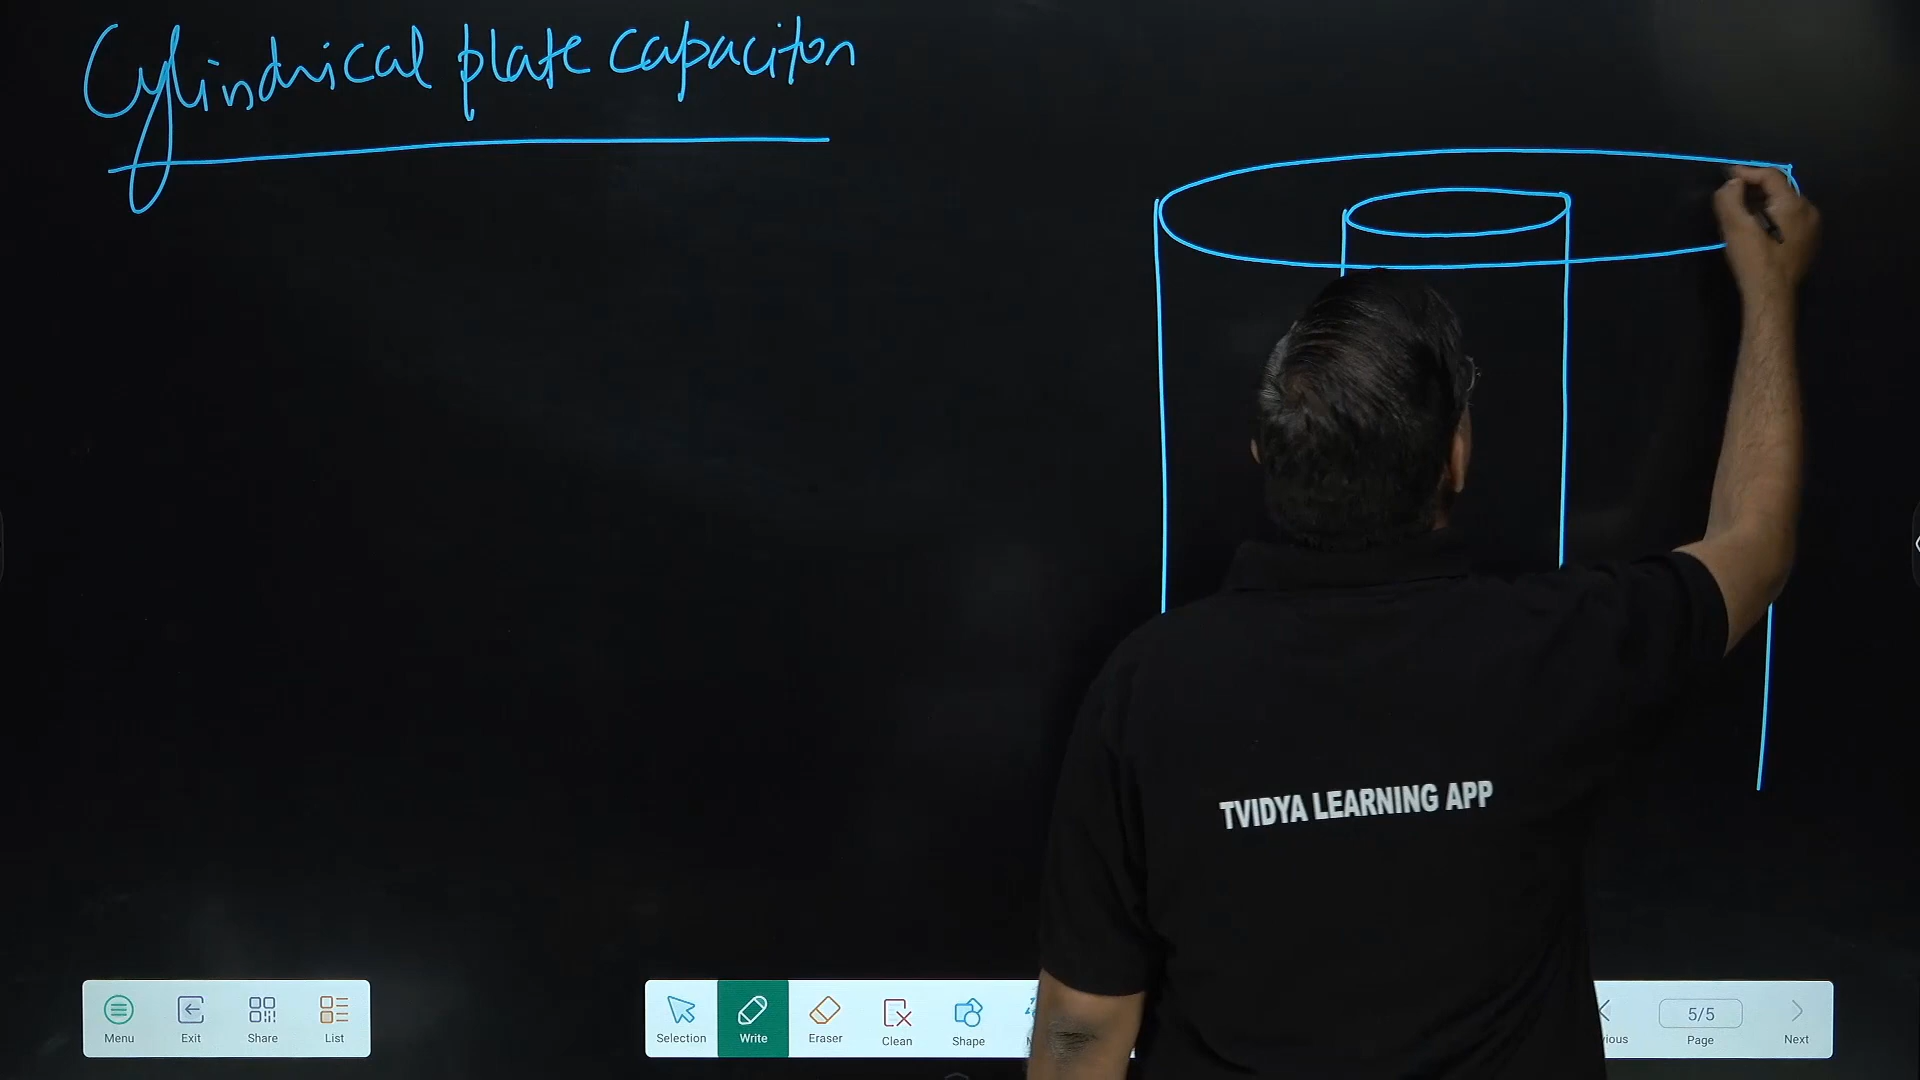 Cylindrical plate capacitor
TVIDYA LEARNING APP
Menu
Exit
Share
List
Selection
Write
Eraser
Clean
Shape
5/5
Page
Next